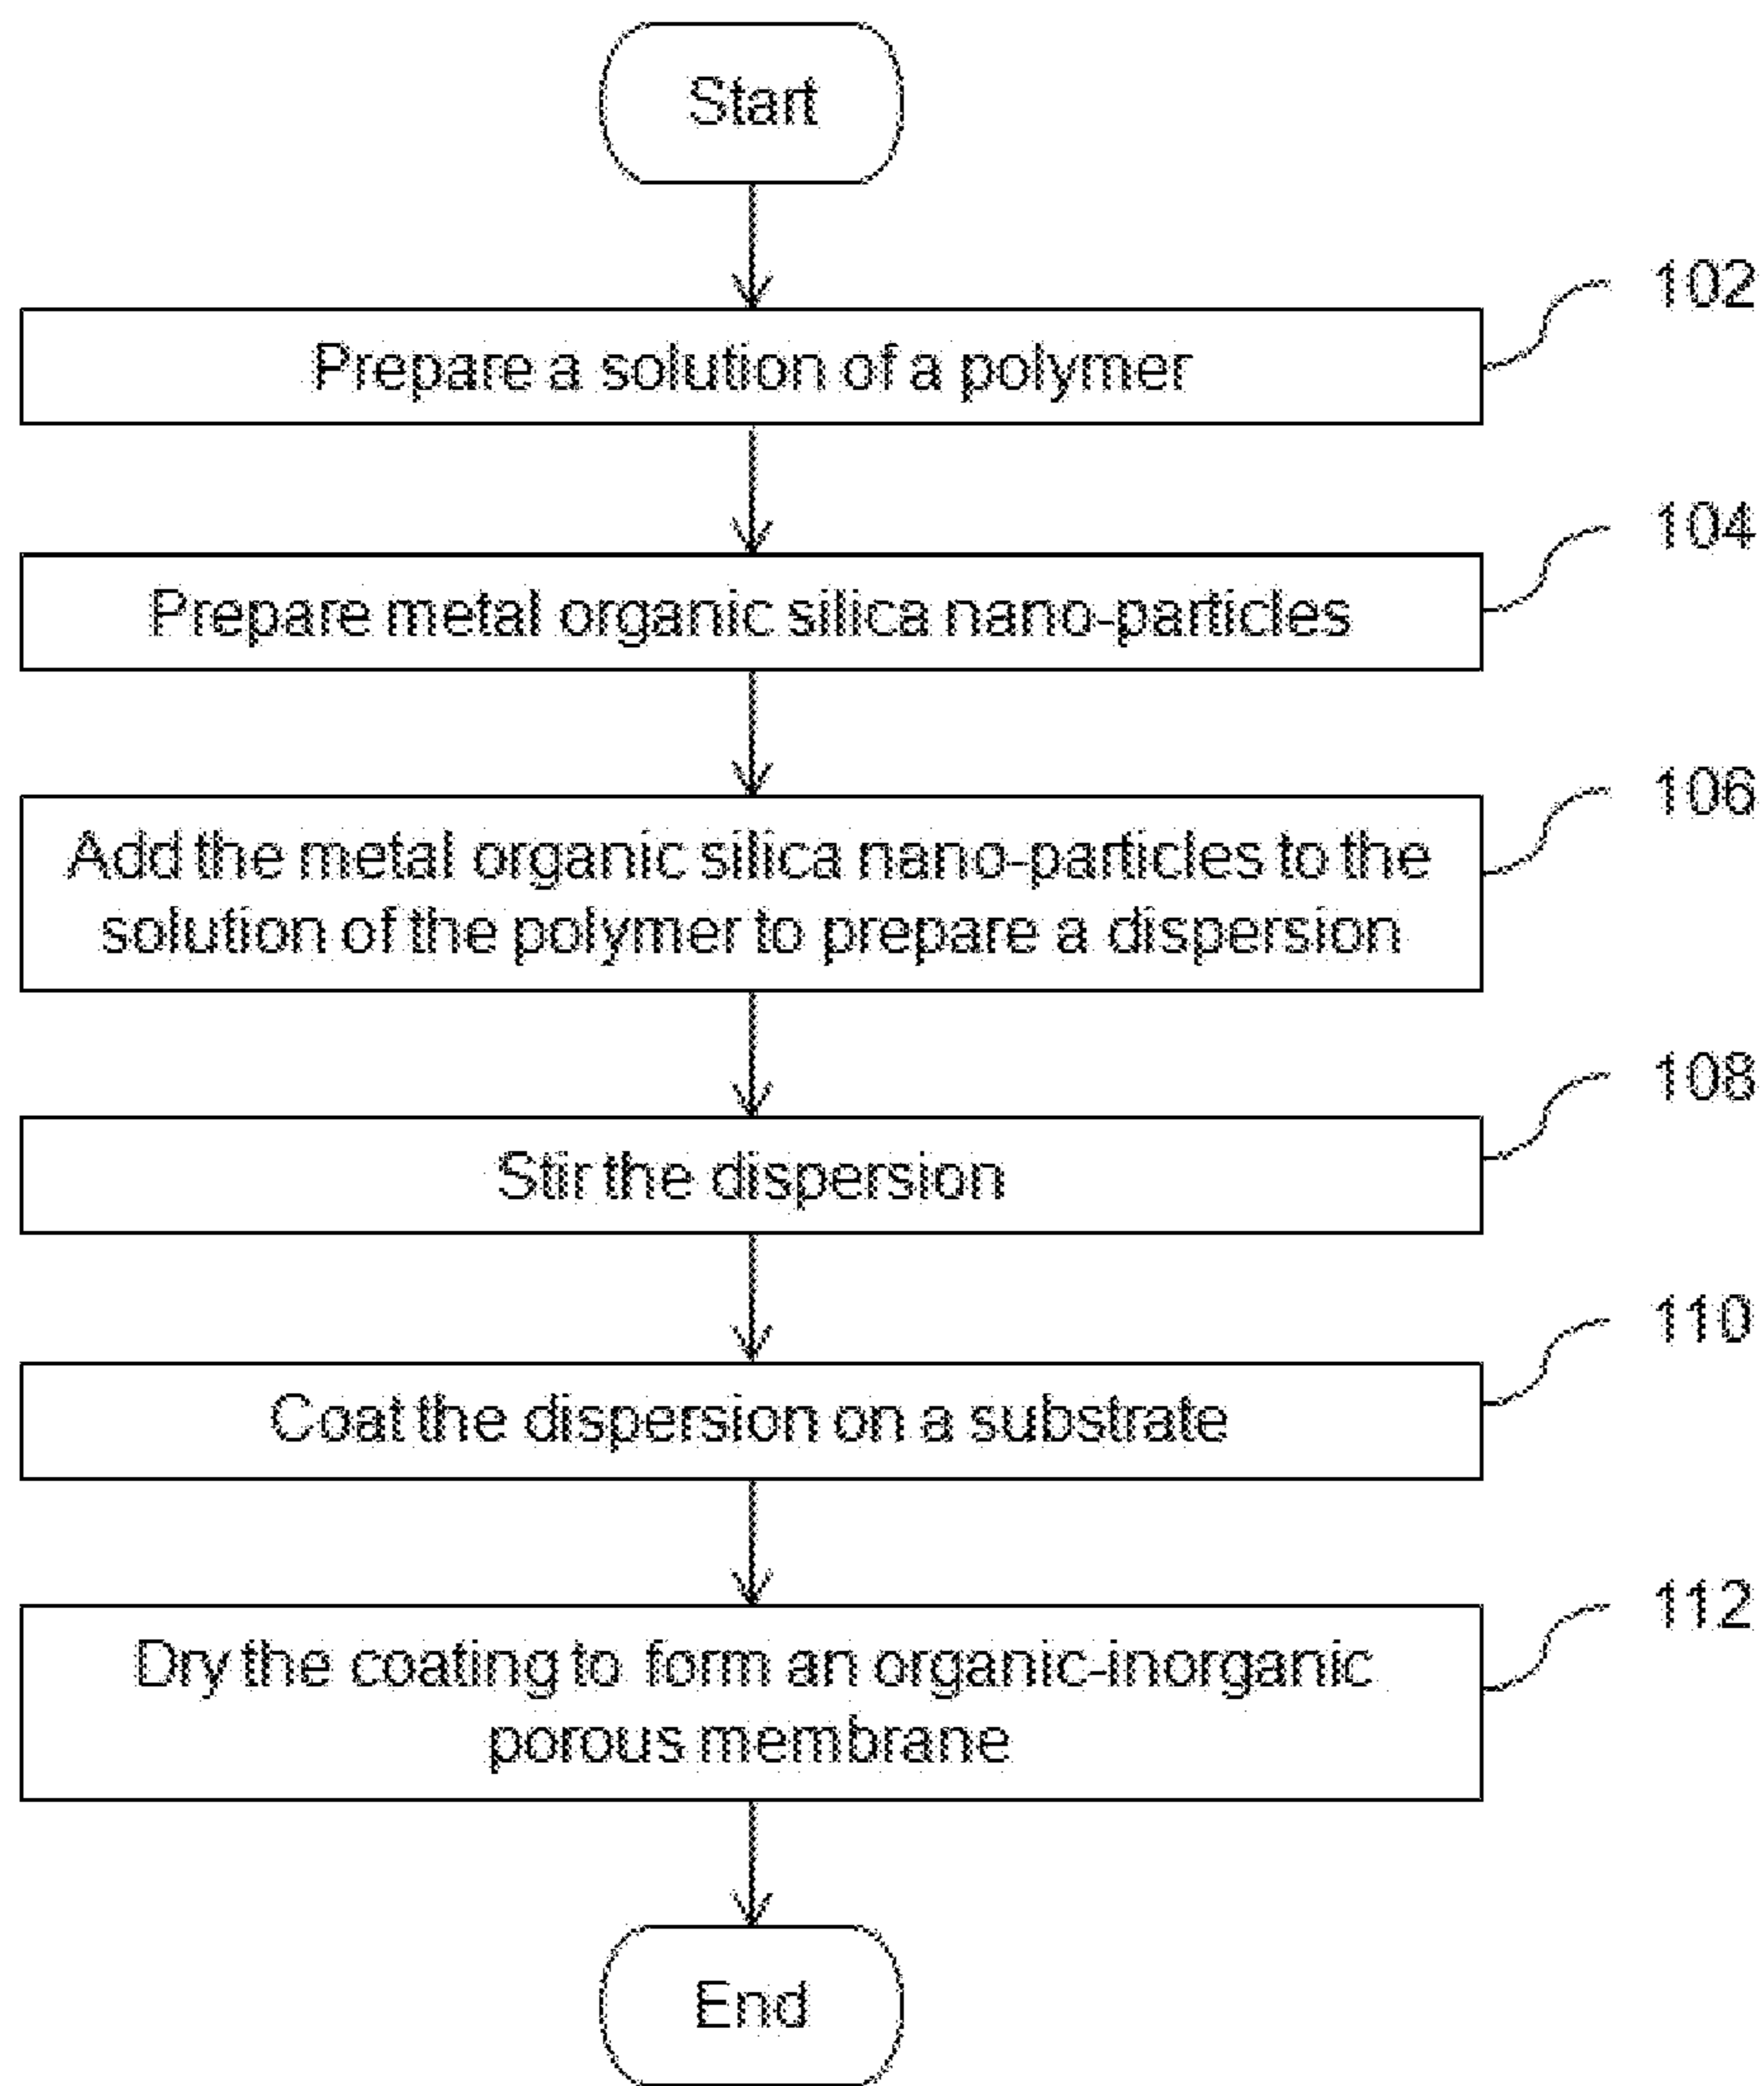 Start
102
Prepare a solution of a polymer
104
Prepare metal organic silica nano-particles
106
Add the metal organic silica nano-particles to the
solution of the polymer to prepare a dispersion
108
Stir the dispersion
110
Coat the dispersion on a substrate
112
Dry the coating to form an organic-inorganic
porous membrane
End